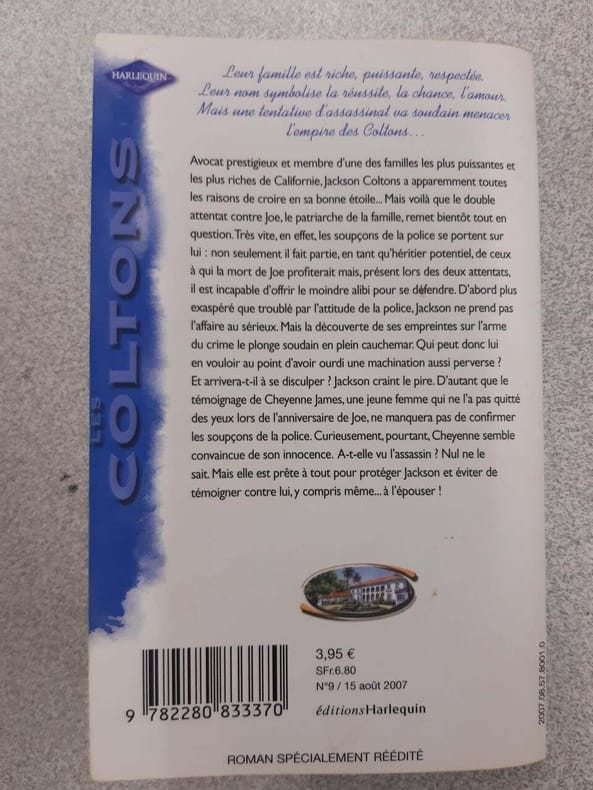 HARLEQUIN
Leur famille est riche, puissante, respectée.
Leur nom symbolise la réussite, la chance, l'amour.
Mais une tentative d'assassinat va soudain menacer
l'empire des Coltons...
LES COLTONS
Avocat prestigieux et membre d'une des familles les plus puissantes et
les plus riches de Californie, Jackson Coltons a apparemment toutes
les raisons de croire en sa bonne étoile... Mais voilà que le double
attentat contre Joe, le patriarche de la famille, remet bientôt tout en
question. Très vite, en effet, les soupçons de la police se portent sur
lui : non seulement il fait partie, en tant qu'héritier potentiel, de ceux
à qui la mort de Joe profiterait mais, présent lors des deux attentats,
il est incapable d'offrir le moindre alibi pour se défendre. D'abord plus
exaspéré que troublé par l'attitude de la police, Jackson ne prend pas
l'affaire au sérieux. Mais la découverte de ses empreintes sur l'arme
du crime le plonge soudain en plein cauchemar. Qui peut donc lui
en vouloir au point d'avoir ourdi une machination aussi perverse ?
Et arrivera-t-il à se disculper ? Jackson craint le pire. D'autant que le
témoignage de Cheyenne James, une jeune femme qui ne l'a pas quitté
des yeux lors de l'anniversaire de Joe, ne manquera pas de confirmer
les soupçons de la police. Curieusement, pourtant, Cheyenne semble
convaincue de son innocence. A-t-elle vu l'assassin ? Nul ne le
sait. Mais elle est prête à tout pour protéger Jackson et éviter de
témoigner contre lui, y compris même... à l'épouser !
3,95 €
SFr.6.80
N°9 / 15 août 2007
éditionsHarlequin
9 782280 833370
2007.08.57.8001.0
ROMAN SPÉCIALEMENT RÉÉDITÉ